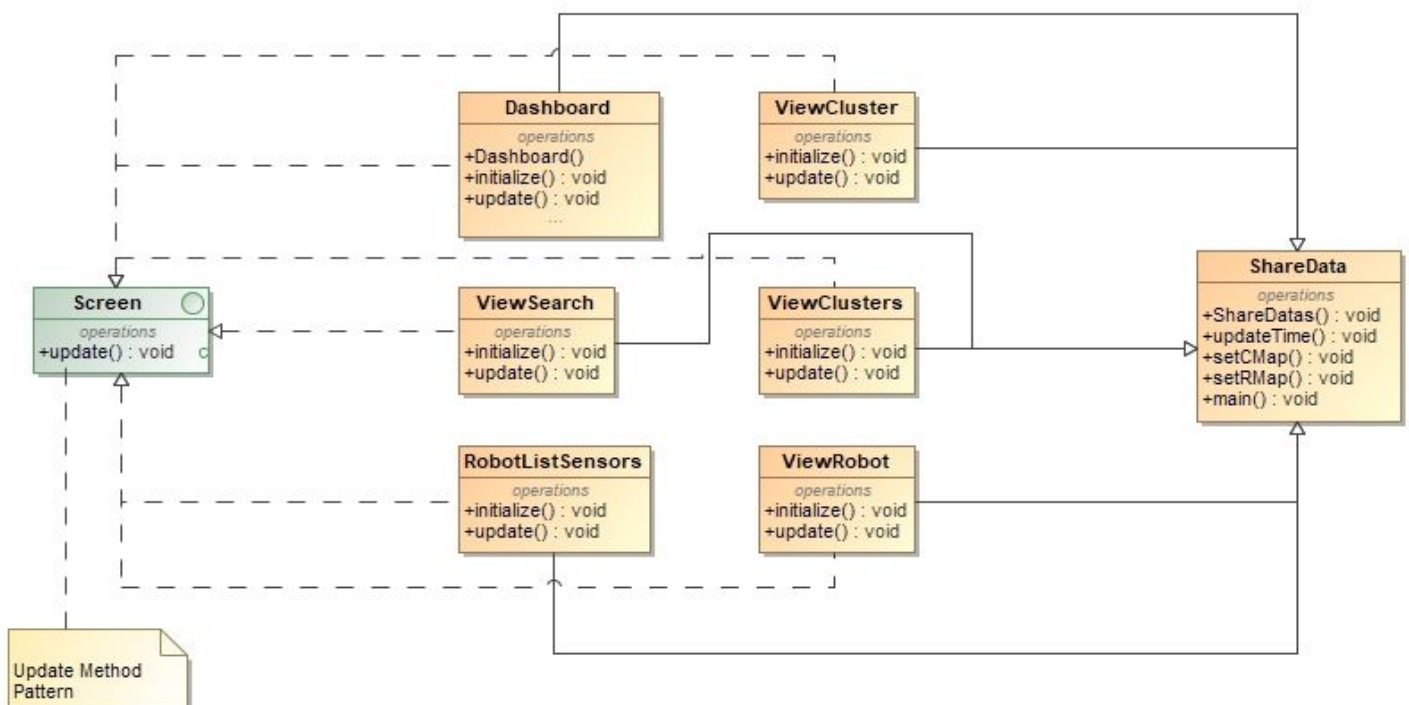 Dashboard
operations
+Dashboard()
+initialize() : void
+update() : void
...
ViewCluster
operations
+initialize() : void
+update() : void
Screen
operations
+update() : void
ViewSearch
operations
+initialize() : void
+update() : void
ViewClusters
operations
+initialize() : void
+update() : void
ShareData
operations
+ShareDatas() : void
+updateTime() : void
+setCMap() : void
+setRMap() : void
+main() : void
RobotListSensors
operations
+initialize() : void
+update() : void
ViewRobot
operations
+initialize() : void
+update() : void
Update Method
Pattern